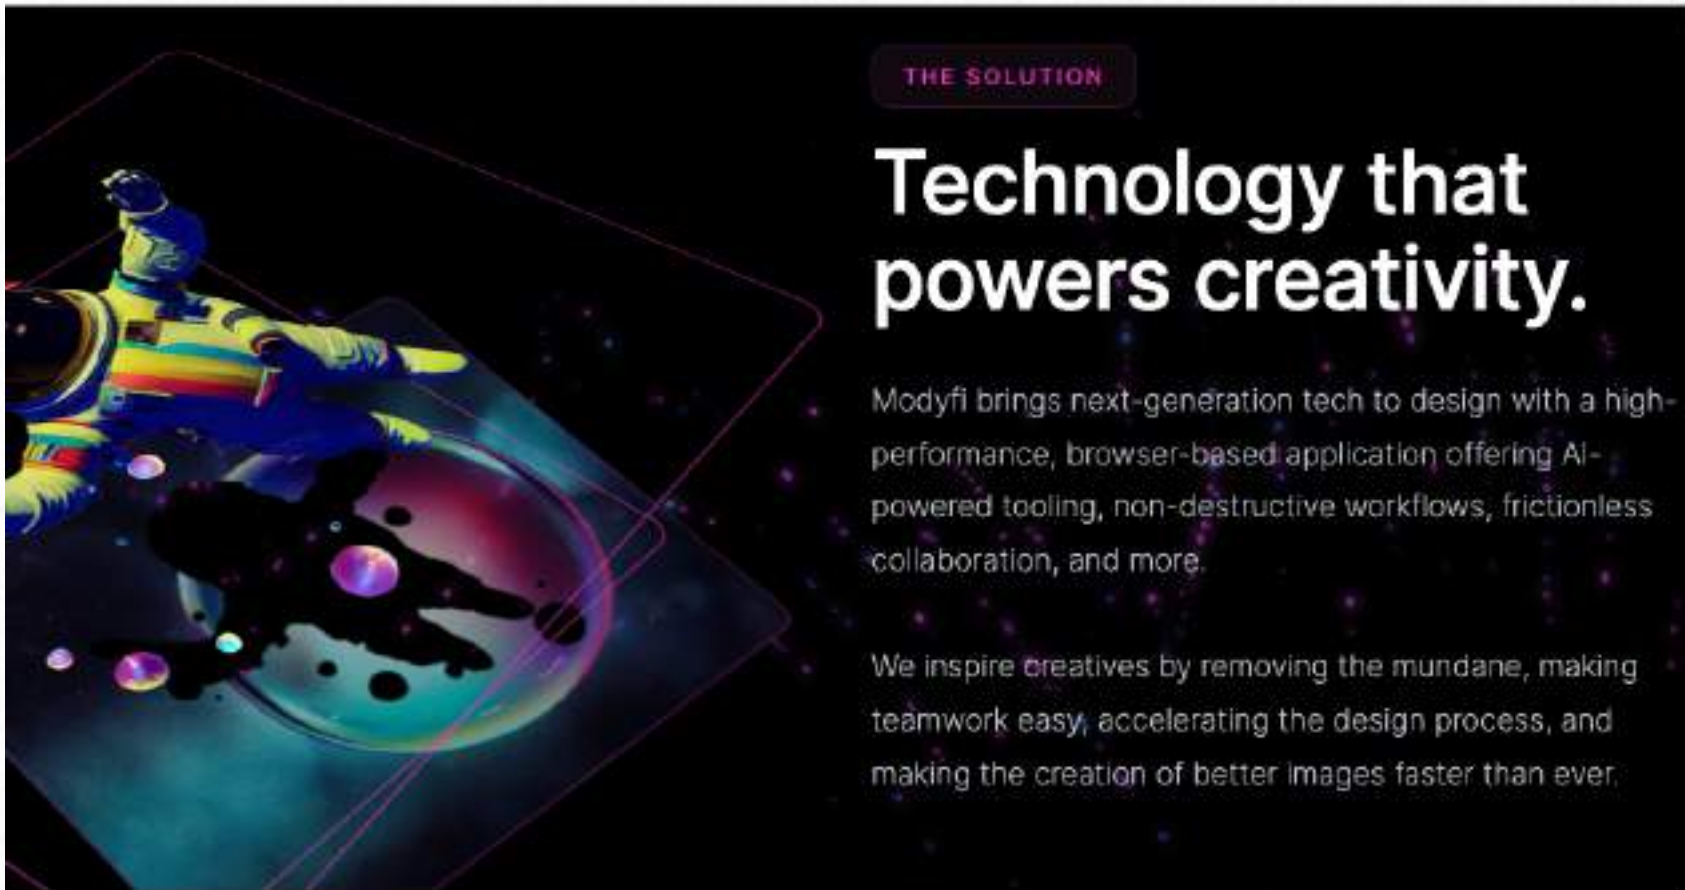 THE SOLUTION
Technology that
powers creativity.
Modyfi brings next-generation tech to design with a high-
performance, browser-based application offering AI-
powered tooling, non-destructive workflows, frictionless
collaboration, and more.
We inspire creatives by removing the mundane, making
teamwork easy, accelerating the design process, and
making the creation of better images faster than ever.